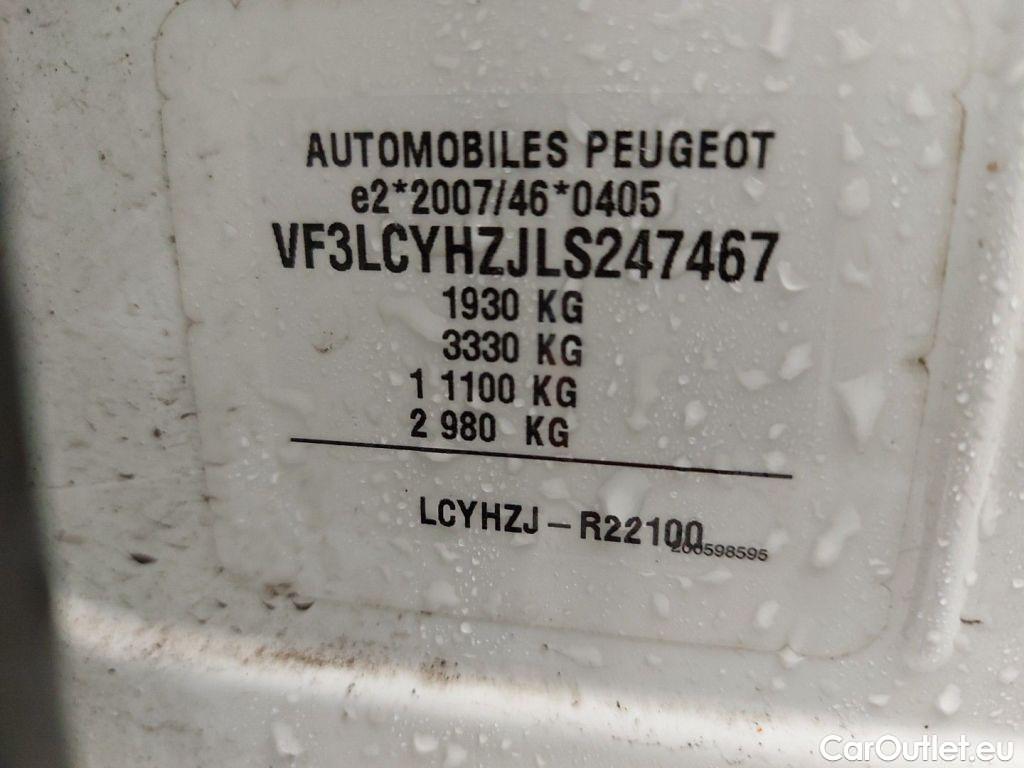 AUTOMOBILES PEUGEOT
e2*2007/46*0405
VF3LCYHZJLS247467
1930 KG
3330 KG
1 1100 KG
2 980 KG
LCYHZJ - R22100
200598595
CarOutlet.eu